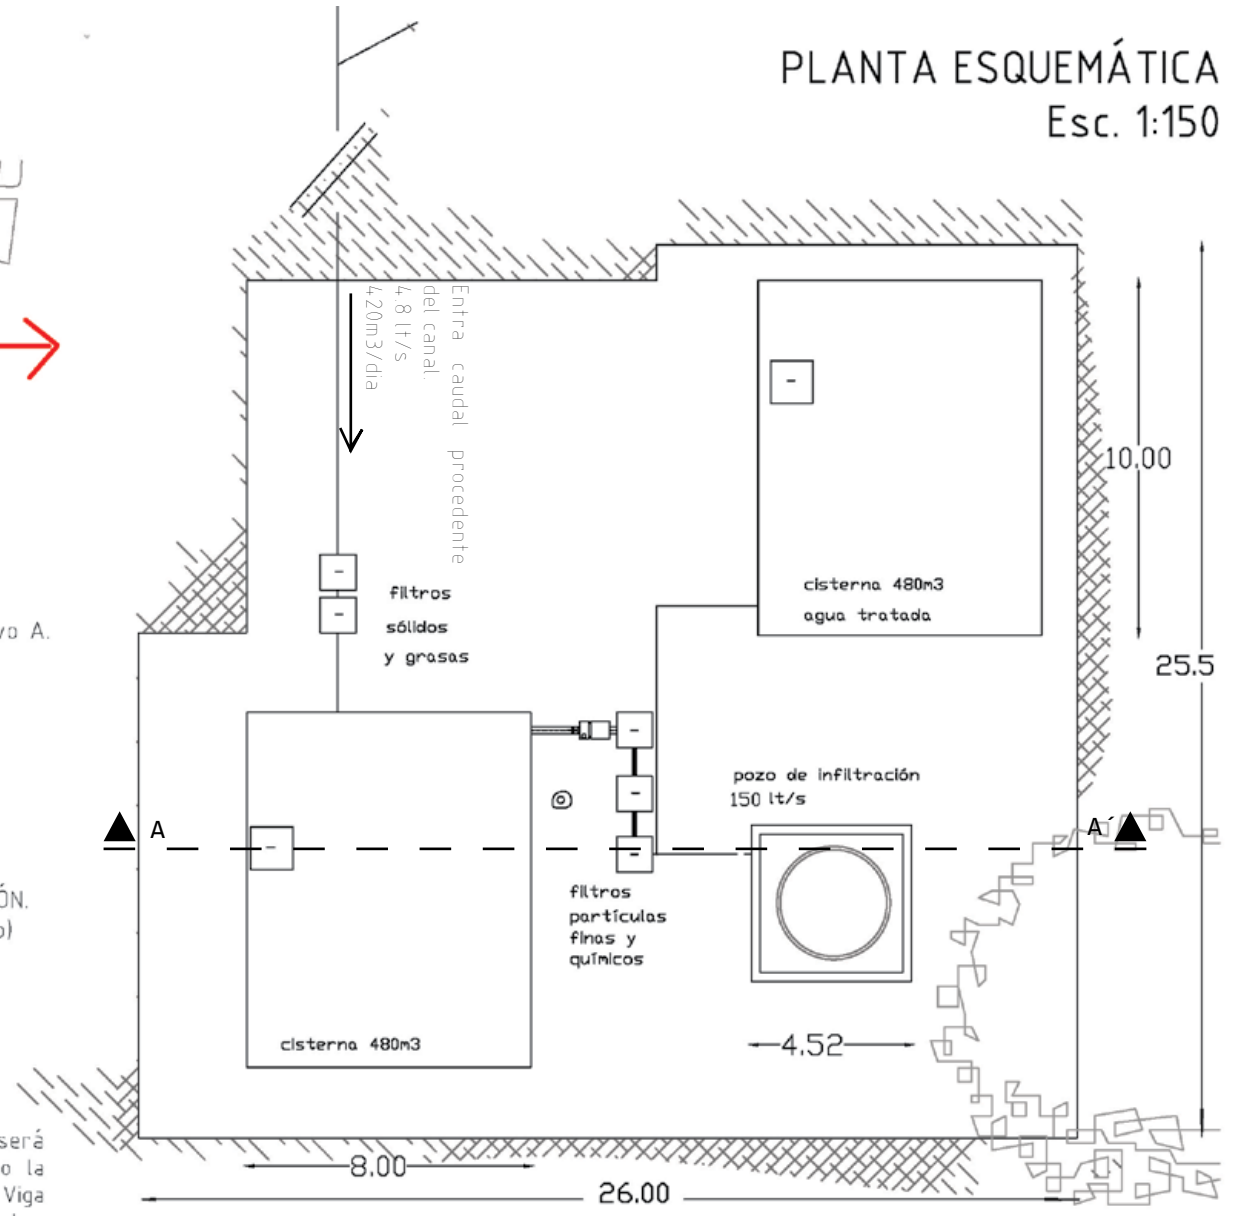 PLANTA ESQUEMÁTICA
Esc. 1:150
Entra caudal procedente
del canal.
4.8 lt/s
420m3/dia
10.00
filtros
sólidos
y grasas
cisterna 480m3
agua tratada
25.5
A.
pozo de infiltración
150 lt/s
A
A´
filtros
partículas
finas y
químicos
cisterna 480m3
4.52
será
la
Viga
8.00
26.00